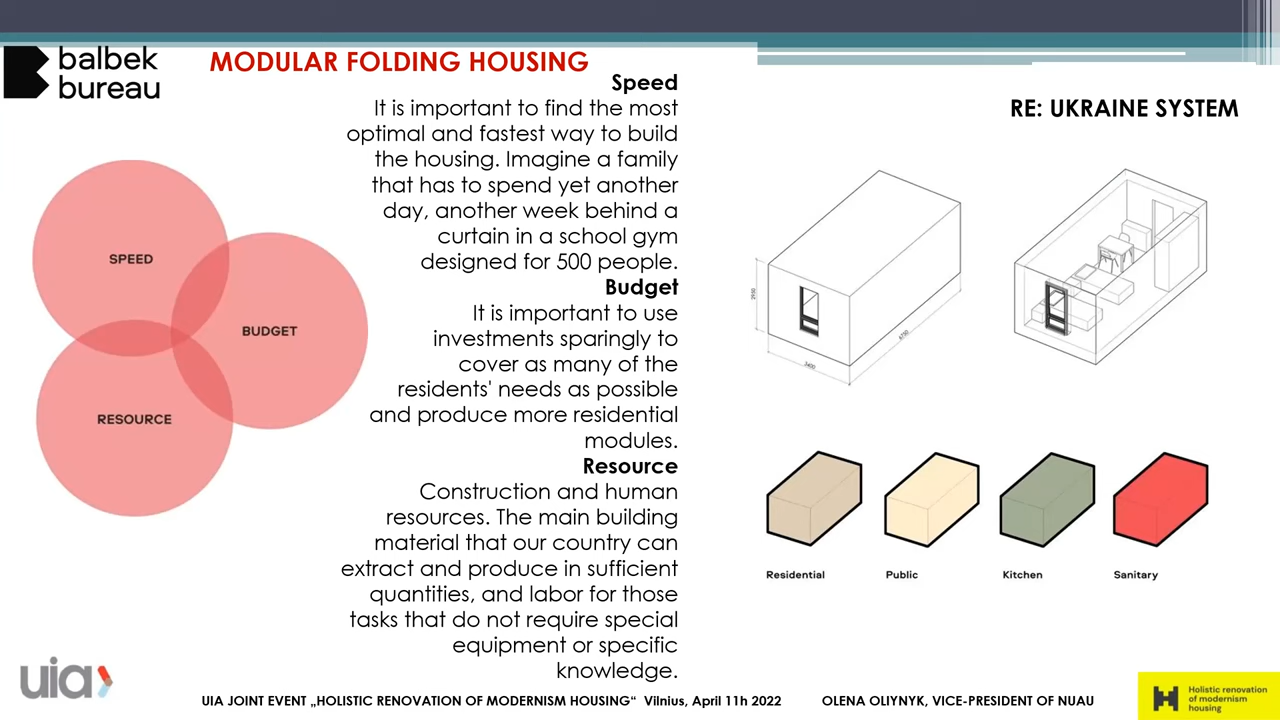 balbek
bureau
MODULAR FOLDING HOUSING
RE: UKRAINE SYSTEM
SPEED
BUDGET
RESOURCE
Speed
It is important to find the most
optimal and fastest way to build
the housing. Imagine a family
that has to spend yet another
day, another week behind a
curtain in a school gym
designed for 500 people.
Budget
It is important to use
investments sparingly to
cover as many of the
residents' needs as possible
and produce more residential
modules.
Resource
Construction and human
resources. The main building
material that our country can
extract and produce in sufficient
quantities, and labor for those
tasks that do not require special
equipment or specific
knowledge.
Residential
Public
Kitchen
Sanitary
uia
UIA JOINT EVENT „HOLISTIC RENOVATION OF MODERNISM HOUSING“ Vilnius, April 11h 2022
OLENA OLIYNYK, VICE-PRESIDENT OF NUAU
Holistic renovation
of modernism
housing